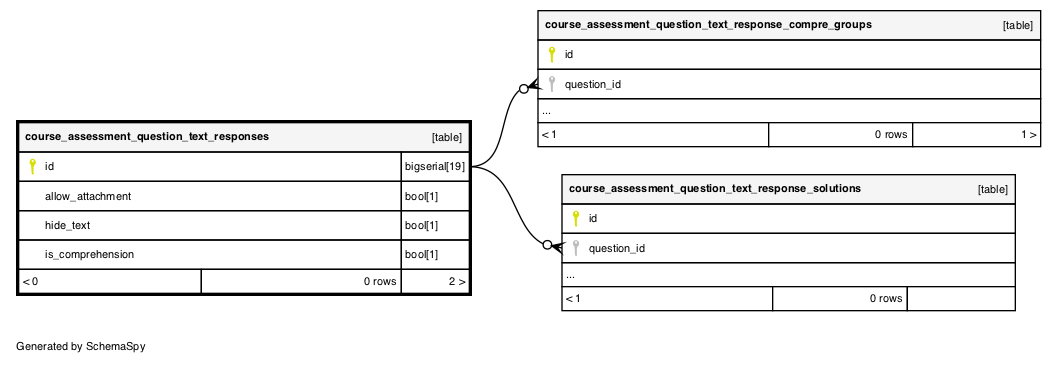 course_assessment_question_text_response_compre_groups [table]
id
question_id
...
< 1 0 rows 1 >
course_assessment_question_text_responses [table]
id bigserial[19]
allow_attachment bool[1]
hide_text bool[1]
is_comprehension bool[1]
< 0 0 rows 2 >
course_assessment_question_text_response_solutions [table]
id
question_id
...
< 1 0 rows
Generated by SchemaSpy